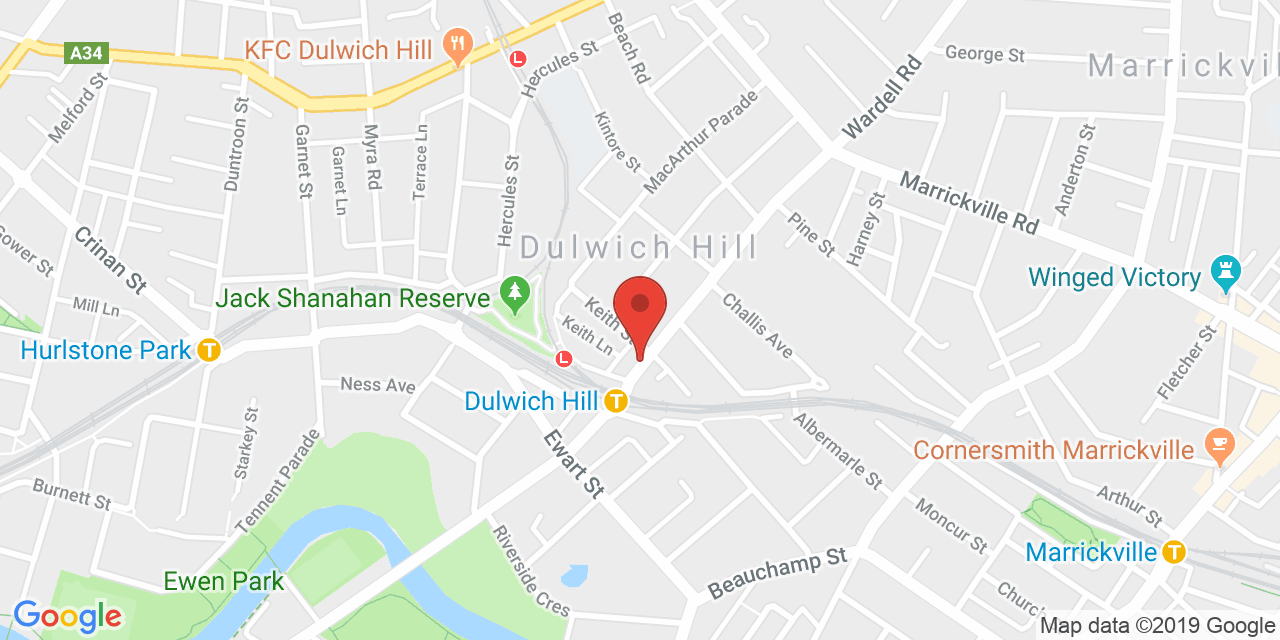 KFC Dulwich Hill
A34
Hercules St
Beach Rd
George St
Marrickvil
Wardell Rd
Melford St
Duntroon St
Garnet St
Garnet Ln
Myra Rd
Terrace Ln
Hercules St
Kintore St
MacArthur Parade
Anderton St
Marrickville Rd
Pine St
Harney St
Gower St
Crinan St
Dulwich Hill
Winged Victory
Mill Ln
Jack Shanahan Reserve
Keith St
Keith Ln
Challis Ave
Fletcher St
Hurlstone Park
T
L
L
Ness Ave
Dulwich Hill
T
Starkey St
Tennent Parade
Ewart St
Albermarle St
Cornersmith Marrickville
Burnett St
Arthur St
Moncur St
Riverside Cres
Marrickville
T
Beauchamp St
Ewen Park
Church
Google
Map data ©2019 Google